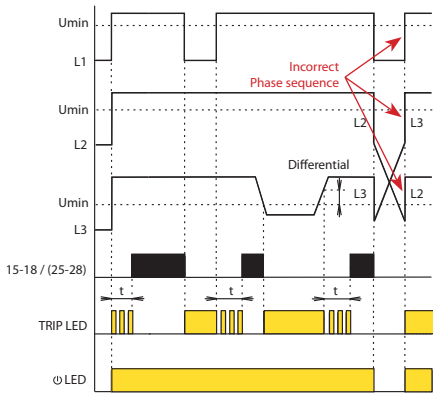 Umin
L1
Incorrect
Phase sequence
Umin
L2
L3
L2
Differential
Umin
L3
L3
L2
15-18 / (25-28)
t
t
t
TRIP LED
⏻ LED